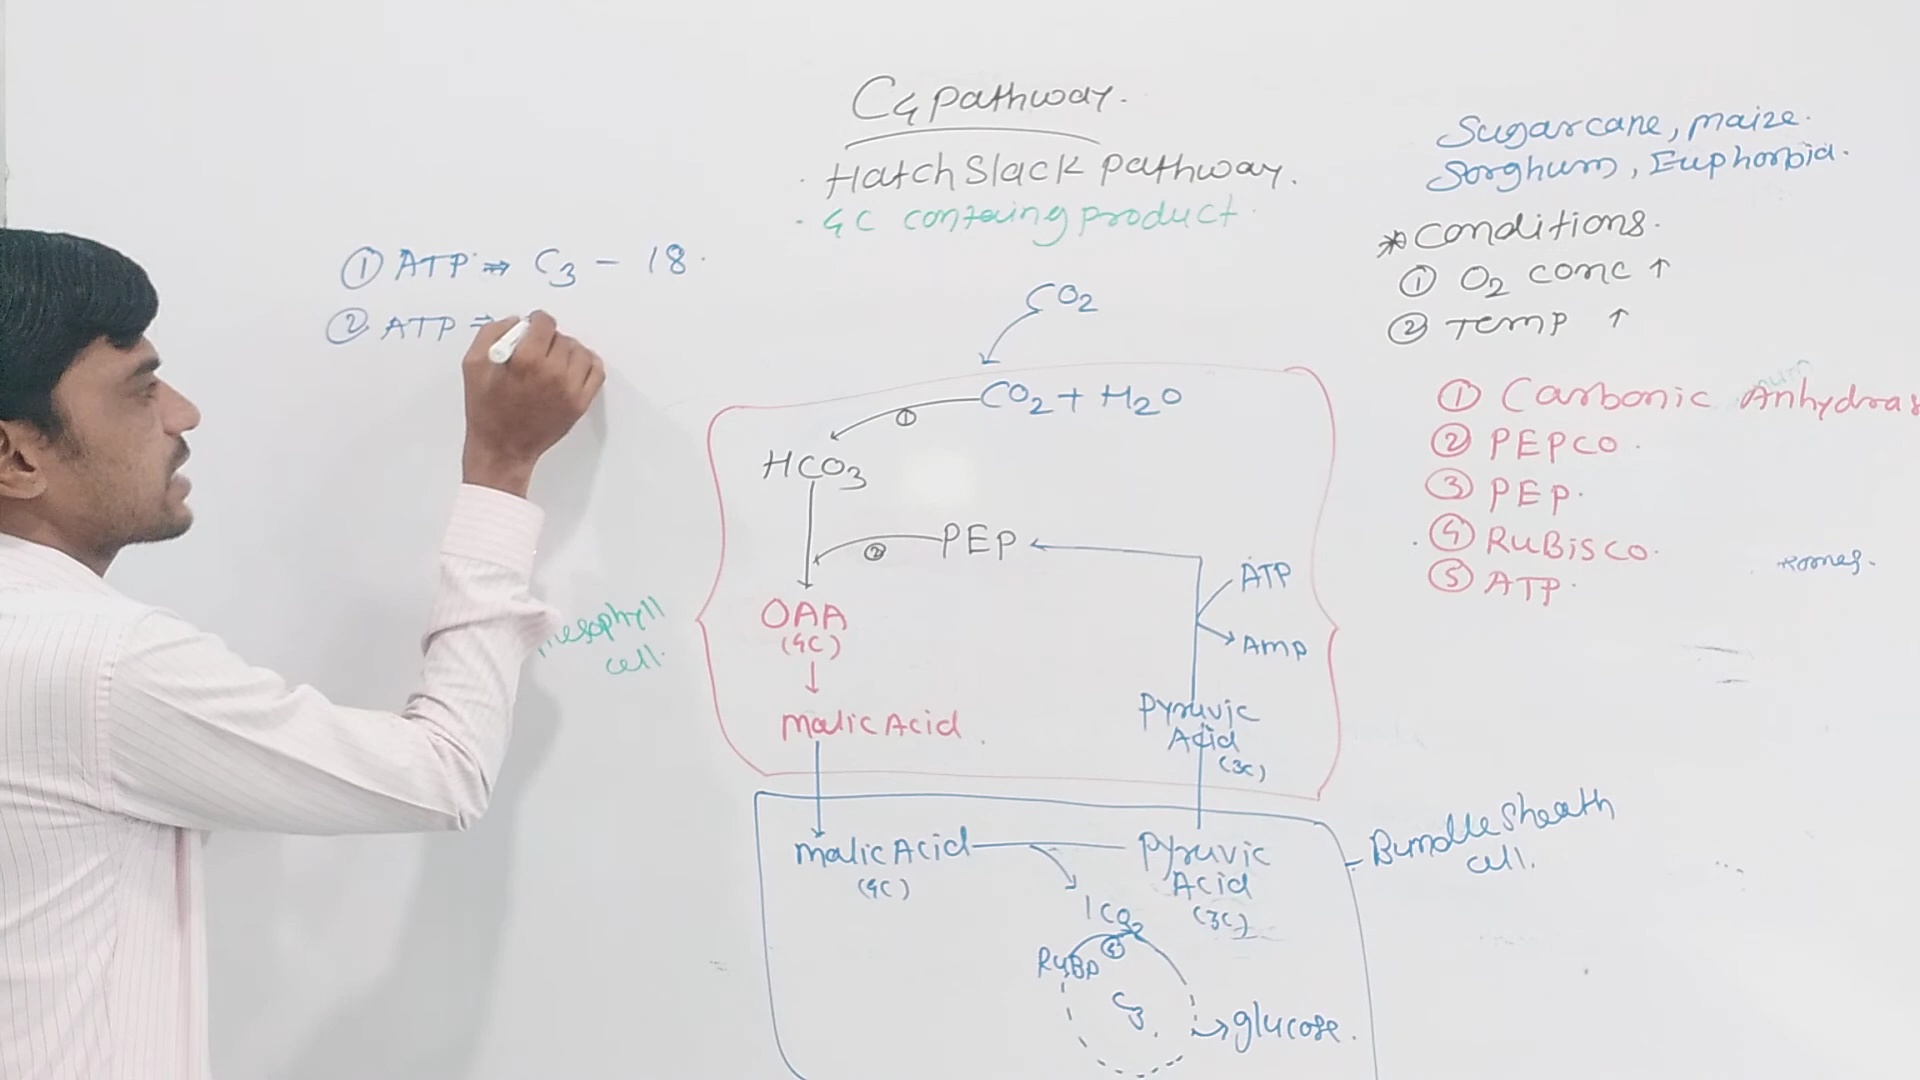 C4 pathway.
· Hatch Slack pathway.
· 4C containg product.
① ATP ⇒ C3 - 18.
② ATP ⇒
Sugarcane, maize.
Sorghum, Euphorbia.
* Conditions.
① O2 conc ↑
② Temp ↑
① Carbonic Anhydras
② PEPCO.
③ PEP.
④ RuBisCO.
⑤ ATP.
CO2
CO2 + H2O
①
HCO3
PEP
②
OAA
(4C)
Malic Acid
ATP
AMP
Pyruvic
Acid
(3C)
Mesophyll
cell.
Malic Acid
(4C)
Pyruvic
Acid
(3C)
1 CO2
④
RuBP
C3
glucose.
Bundle Sheath
cell.